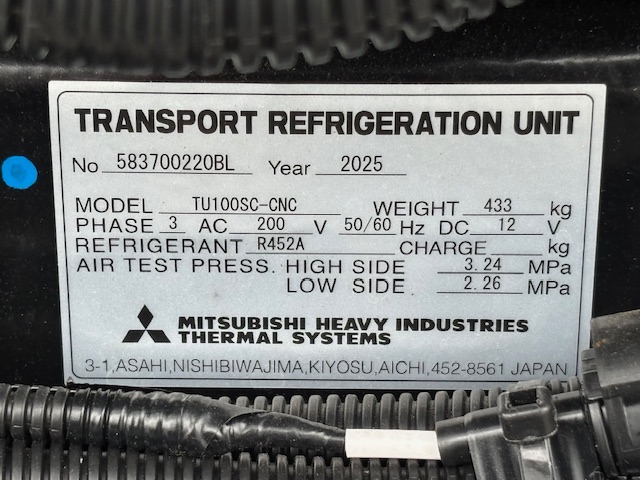 TRANSPORT REFRIGERATION UNIT
No 583700220BL Year 2025
MODEL TU100SC-CNC WEIGHT 433 kg
PHASE 3 AC 200 V 50/60 Hz DC 12 V
REFRIGERANT R452A CHARGE kg
AIR TEST PRESS. HIGH SIDE 3.24 MPa
LOW SIDE 2.26 MPa
MITSUBISHI HEAVY INDUSTRIES
THERMAL SYSTEMS
3-1,ASAHI,NISHIBIWAJIMA,KIYOSU,AICHI,452-8561 JAPAN